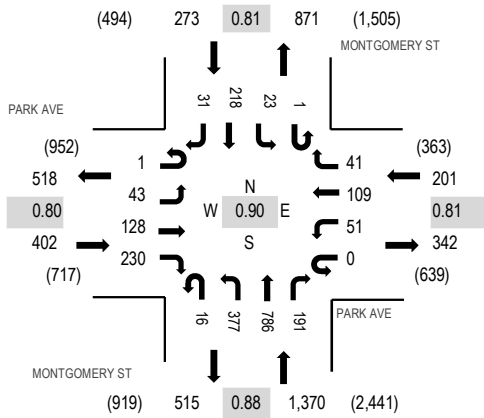 (494) 273 0.81 871 (1,505)
MONTGOMERY ST
31 218 23 1
PARK AVE
(952) (363)
518 1 41 201
0.80 43 109 0.81
N
W 0.90 E
S
402 128 51 342
230 0
(717) (639)
16 377 786 191
PARK AVE
MONTGOMERY ST
(919) 515 0.88 1,370 (2,441)